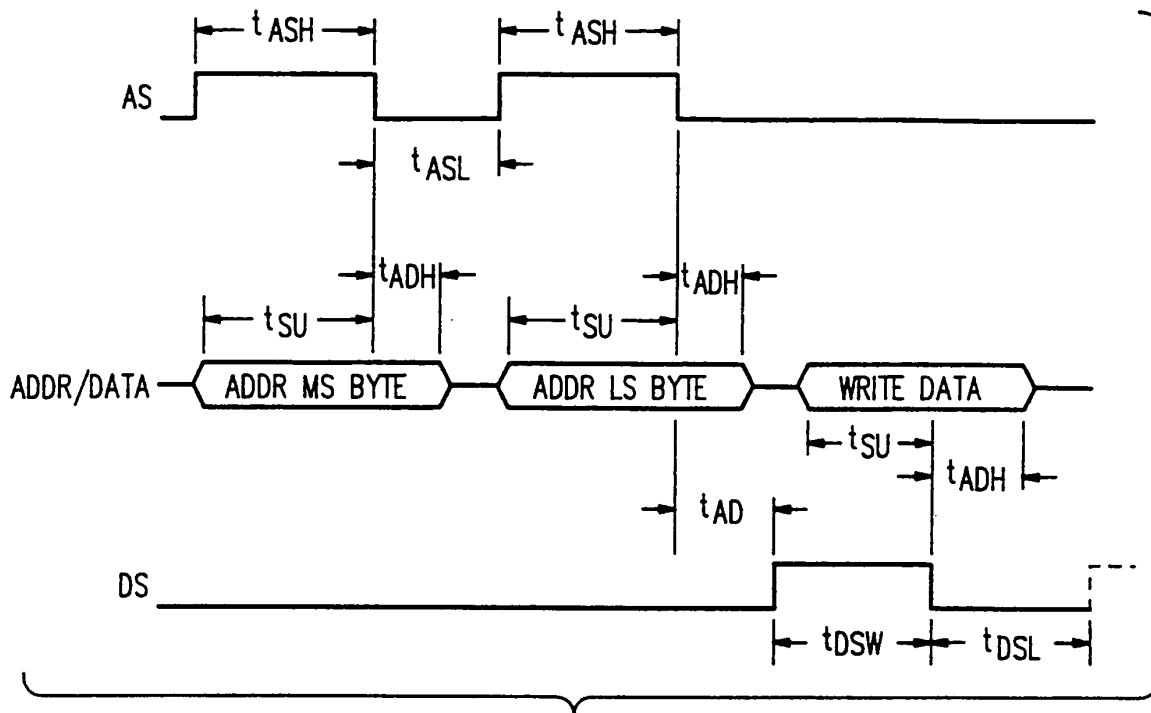 tASH tASH
AS
tASL
tADH tADH
tSU tSU
ADDR/DATA ADDR MS BYTE ADDR LS BYTE WRITE DATA
tSU
tADH
tAD
DS
tDSW tDSL